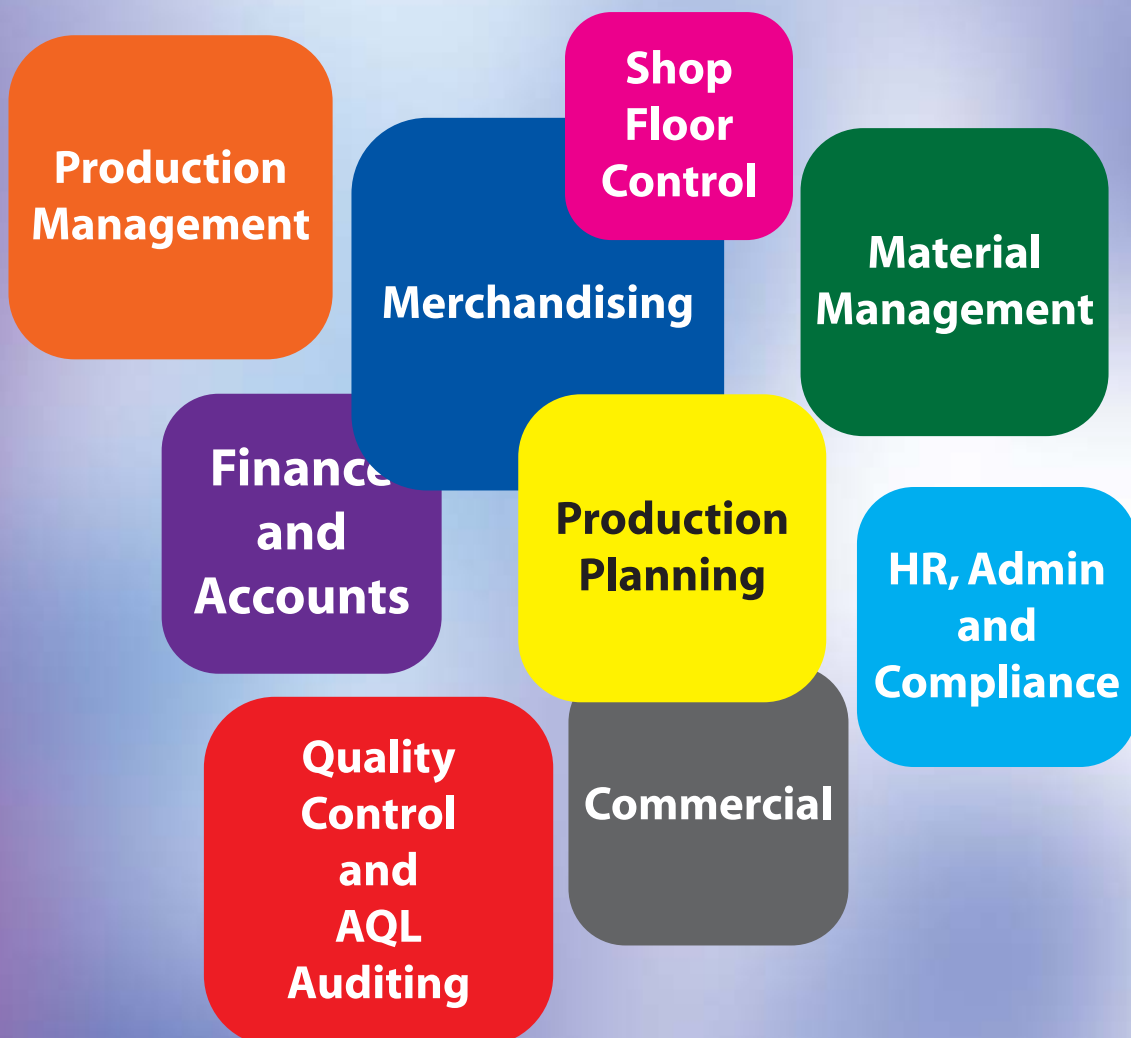 Production
Management
Shop
Floor
Control
Merchandising
Material
Management
Finance
and
Accounts
Production
Planning
HR, Admin
and
Compliance
Quality
Control
and
AQL
Auditing
Commercial